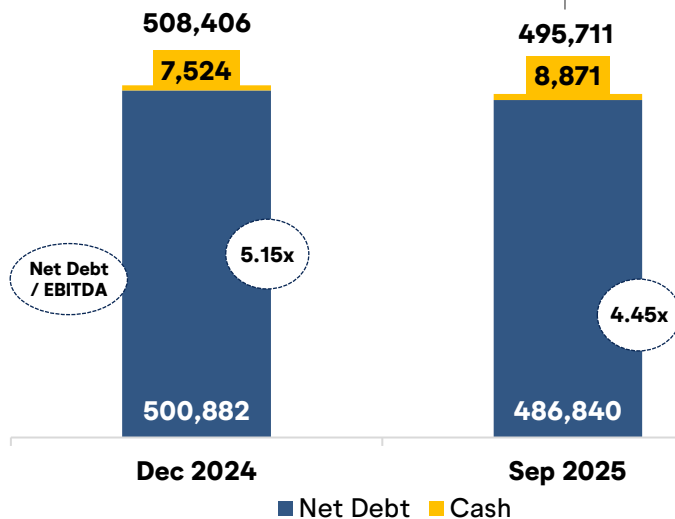 508,406
495,711
7,524
8,871
Net Debt
/ EBITDA
5.15x
4.45x
500,882
486,840
Dec 2024
Sep 2025
Net Debt
Cash